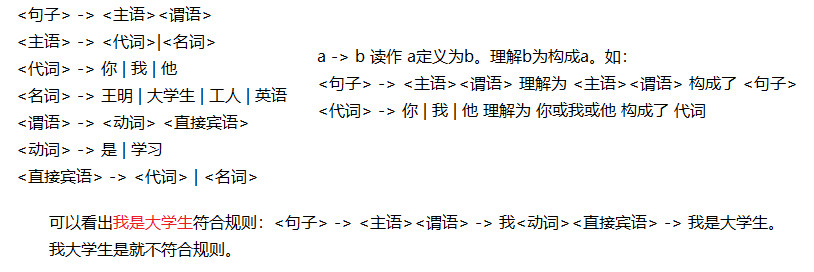 <句子> -> <主语><谓语>
<主语> -> <代词>|<名词>
<代词> -> 你 | 我 | 他
<名词> -> 王明 | 大学生 | 工人 | 英语
<谓语> -> <动词> <直接宾语>
<动词> -> 是 | 学习
<直接宾语> -> <代词> | <名词>
a -> b 读作 a定义为b。理解b为构成a。如：
<句子> -> <主语><谓语> 理解为 <主语><谓语> 构成了 <句子>
<代词> -> 你 | 我 | 他 理解为 你或我或他 构成了 代词
可以看出我是大学生符合规则：<句子> -> <主语><谓语> -> 我<动词><直接宾语> -> 我是大学生。
我大学生是就不符合规则。